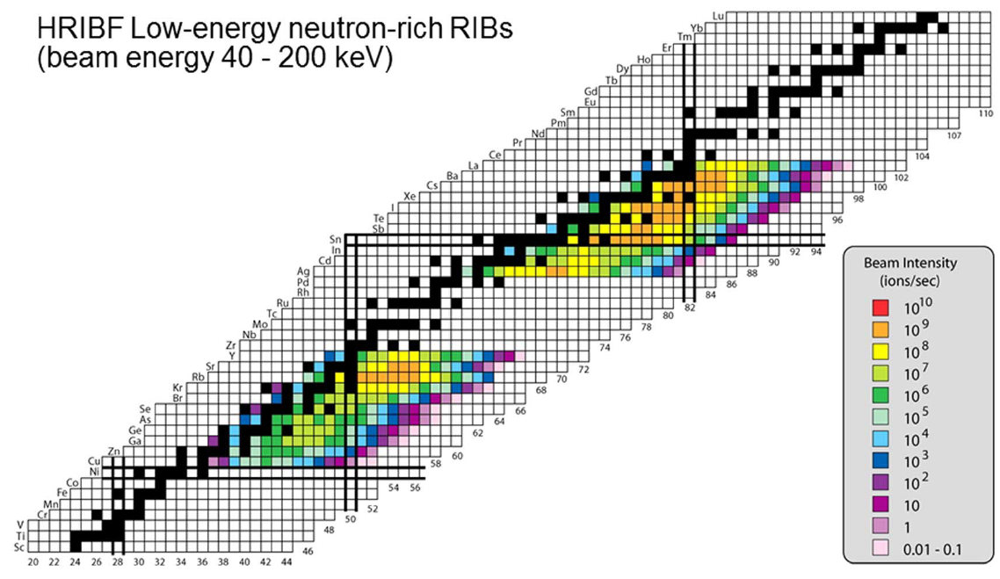 HRIBF Low-energy neutron-rich RIBs
(beam energy 40 - 200 keV)
Lu
Yb
Tm
Er
Ho
Dy
Tb
Gd
Eu
Sm
Pm
Nd
Pr
Ce
La
Ba
Cs
Xe
I
Te
Sb
Sn
In
Cd
Ag
Pd
Rh
Ru
Tc
Mo
Nb
Zr
Y
Sr
Rb
Kr
Br
Se
As
Ge
Ga
Zn
Cu
Ni
Co
Fe
Mn
Cr
V
Ti
Sc
20 22 24 26 28 30 32 34 36 38 40 42 44
46
48
50
52
54 56
58
60
62
64
66
68
70
72
74
76
78
80
82
84
86
88
90
92 94
96
98
100
102
104
107
110
Beam Intensity
(ions/sec)
10^10
10^9
10^8
10^7
10^6
10^5
10^4
10^3
10^2
10
1
0.01 - 0.1